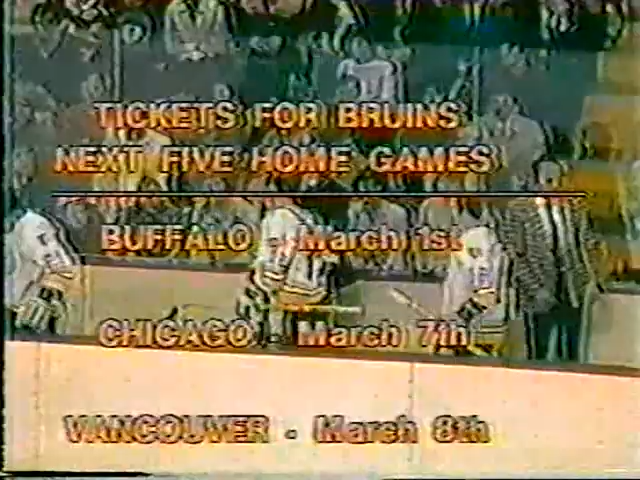 TICKETS FOR BRUINS
NEXT FIVE HOME GAMES
BUFFALO - March 1st
CHICAGO - March 7th
VANCOUVER - March 8th